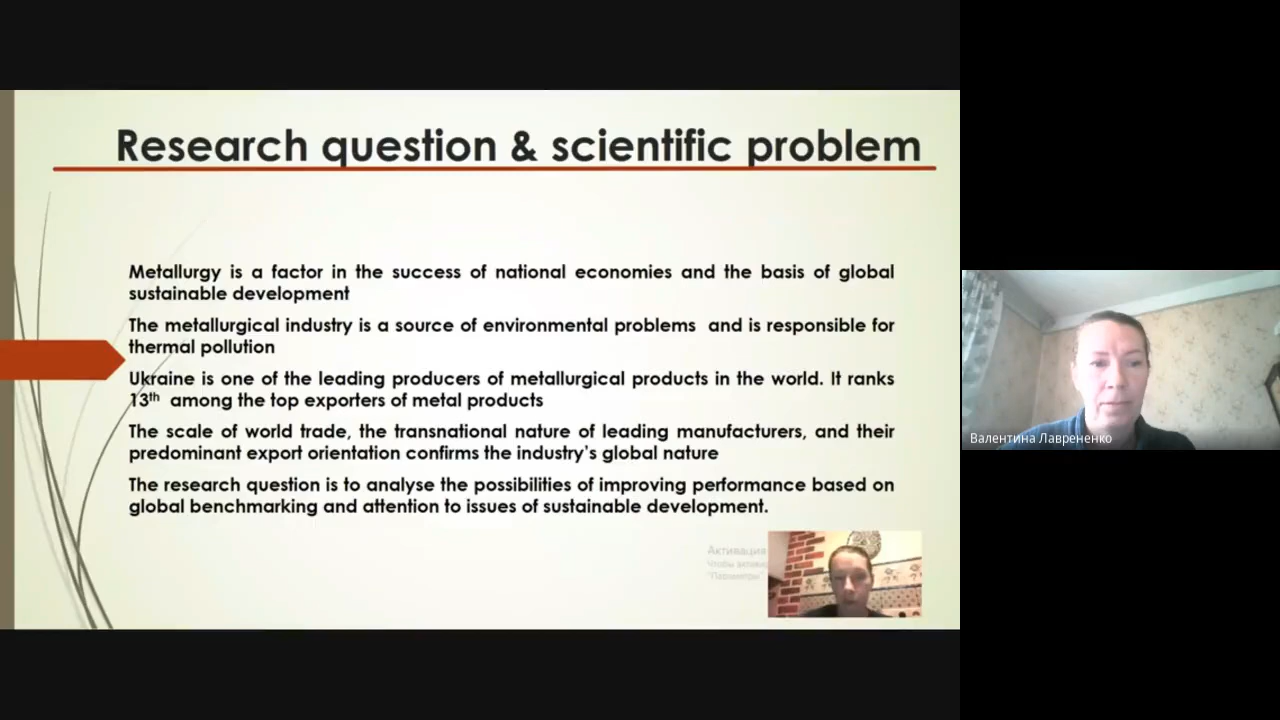 Research question & scientific problem
Metallurgy is a factor in the success of national economies and the basis of global
sustainable development
The metallurgical industry is a source of environmental problems and is responsible for
thermal pollution
Ukraine is one of the leading producers of metallurgical products in the world. It ranks
13th among the top exporters of metal products
The scale of world trade, the transnational nature of leading manufacturers, and their
predominant export orientation confirms the industry's global nature
The research question is to analyse the possibilities of improving performance based on
global benchmarking and attention to issues of sustainable development.
Активация
Чтобы
"Параметры"
Валентина Лаврененко